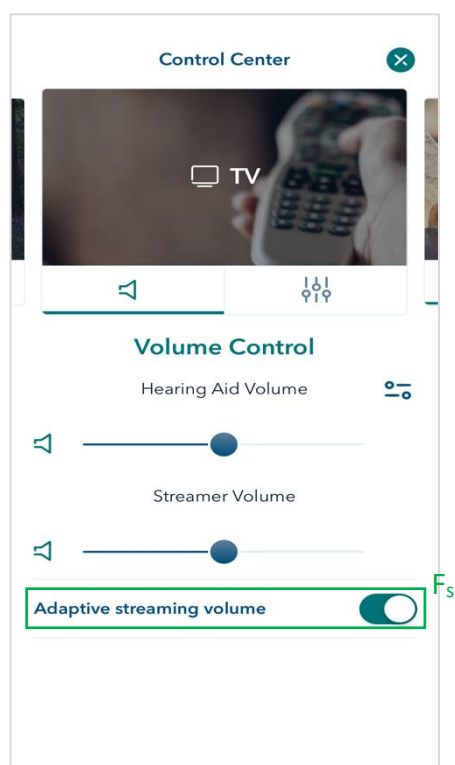 Control Center
TV
Volume Control
Hearing Aid Volume
Streamer Volume
Adaptive streaming volume
Fs